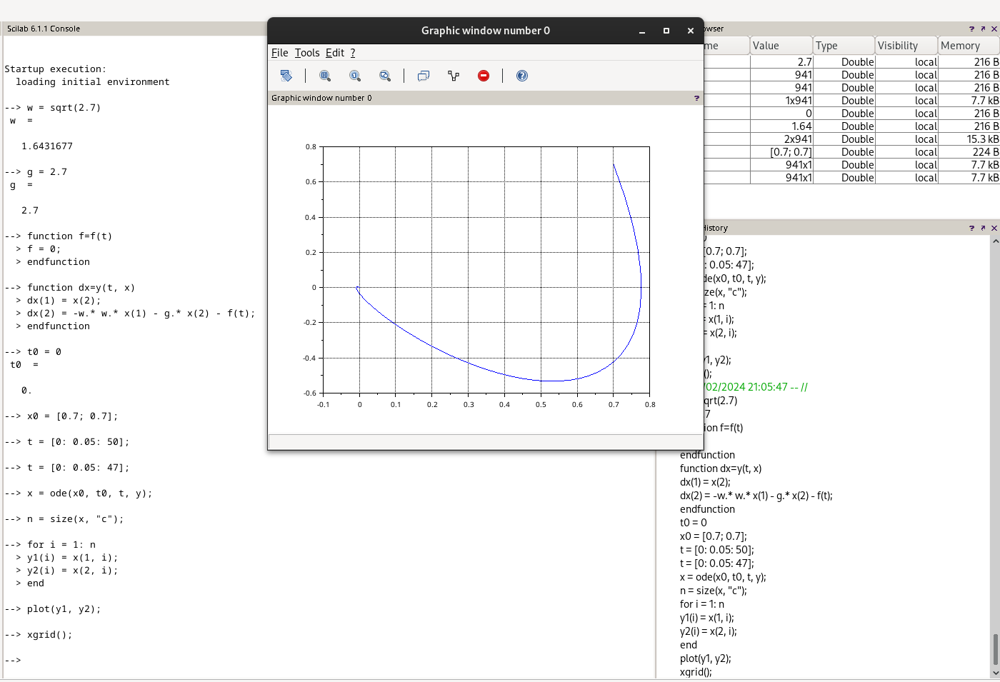 Scilab 6.1.1 Console
Startup execution:
  loading initial environment
--> w = sqrt(2.7)
 w  =
   1.6431677
--> g = 2.7
 g  =
   2.7
--> function f=f(t)
  > f = 0;
  > endfunction
--> function dx=y(t, x)
  > dx(1) = x(2);
  > dx(2) = -w.* w.* x(1) - g.* x(2) - f(t);
  > endfunction
--> t0 = 0
 t0  =
   0.
--> x0 = [0.7; 0.7];
--> t = [0: 0.05: 50];
--> t = [0: 0.05: 47];
--> x = ode(x0, t0, t, y);
--> n = size(x, "c");
--> for i = 1: n
  > y1(i) = x(1, i);
  > y2(i) = x(2, i);
  > end
--> plot(y1, y2);
--> xgrid();
-->
Graphic window number 0
File Tools Edit ?
Graphic window number 0 ?
0.8
0.6
0.4
0.2
0
-0.2
-0.4
-0.6
-0.1 0 0.1 0.2 0.3 0.4 0.5 0.6 0.7 0.8
owser ? ↗ ✕
me Value Type Visibility Memory
2.7 Double local 216 B
941 Double local 216 B
941 Double local 216 B
1x941 Double local 7.7 kB
0 Double local 216 B
1.64 Double local 216 B
2x941 Double local 15.3 kB
[0.7; 0.7] Double local 224 B
941x1 Double local 7.7 kB
941x1 Double local 7.7 kB
History ? ↗ ✕
[0.7; 0.7];
: 0.05: 47];
de(x0, t0, t, y);
ze(x, "c");
= 1: n
= x(1, i);
= x(2, i);
y1, y2);
();
/02/2024 21:05:47 -- //
qrt(2.7)
7
ion f=f(t)
endfunction
function dx=y(t, x)
dx(1) = x(2);
dx(2) = -w.* w.* x(1) - g.* x(2) - f(t);
endfunction
t0 = 0
x0 = [0.7; 0.7];
t = [0: 0.05: 50];
t = [0: 0.05: 47];
x = ode(x0, t0, t, y);
n = size(x, "c");
for i = 1: n
y1(i) = x(1, i);
y2(i) = x(2, i);
end
plot(y1, y2);
xgrid();